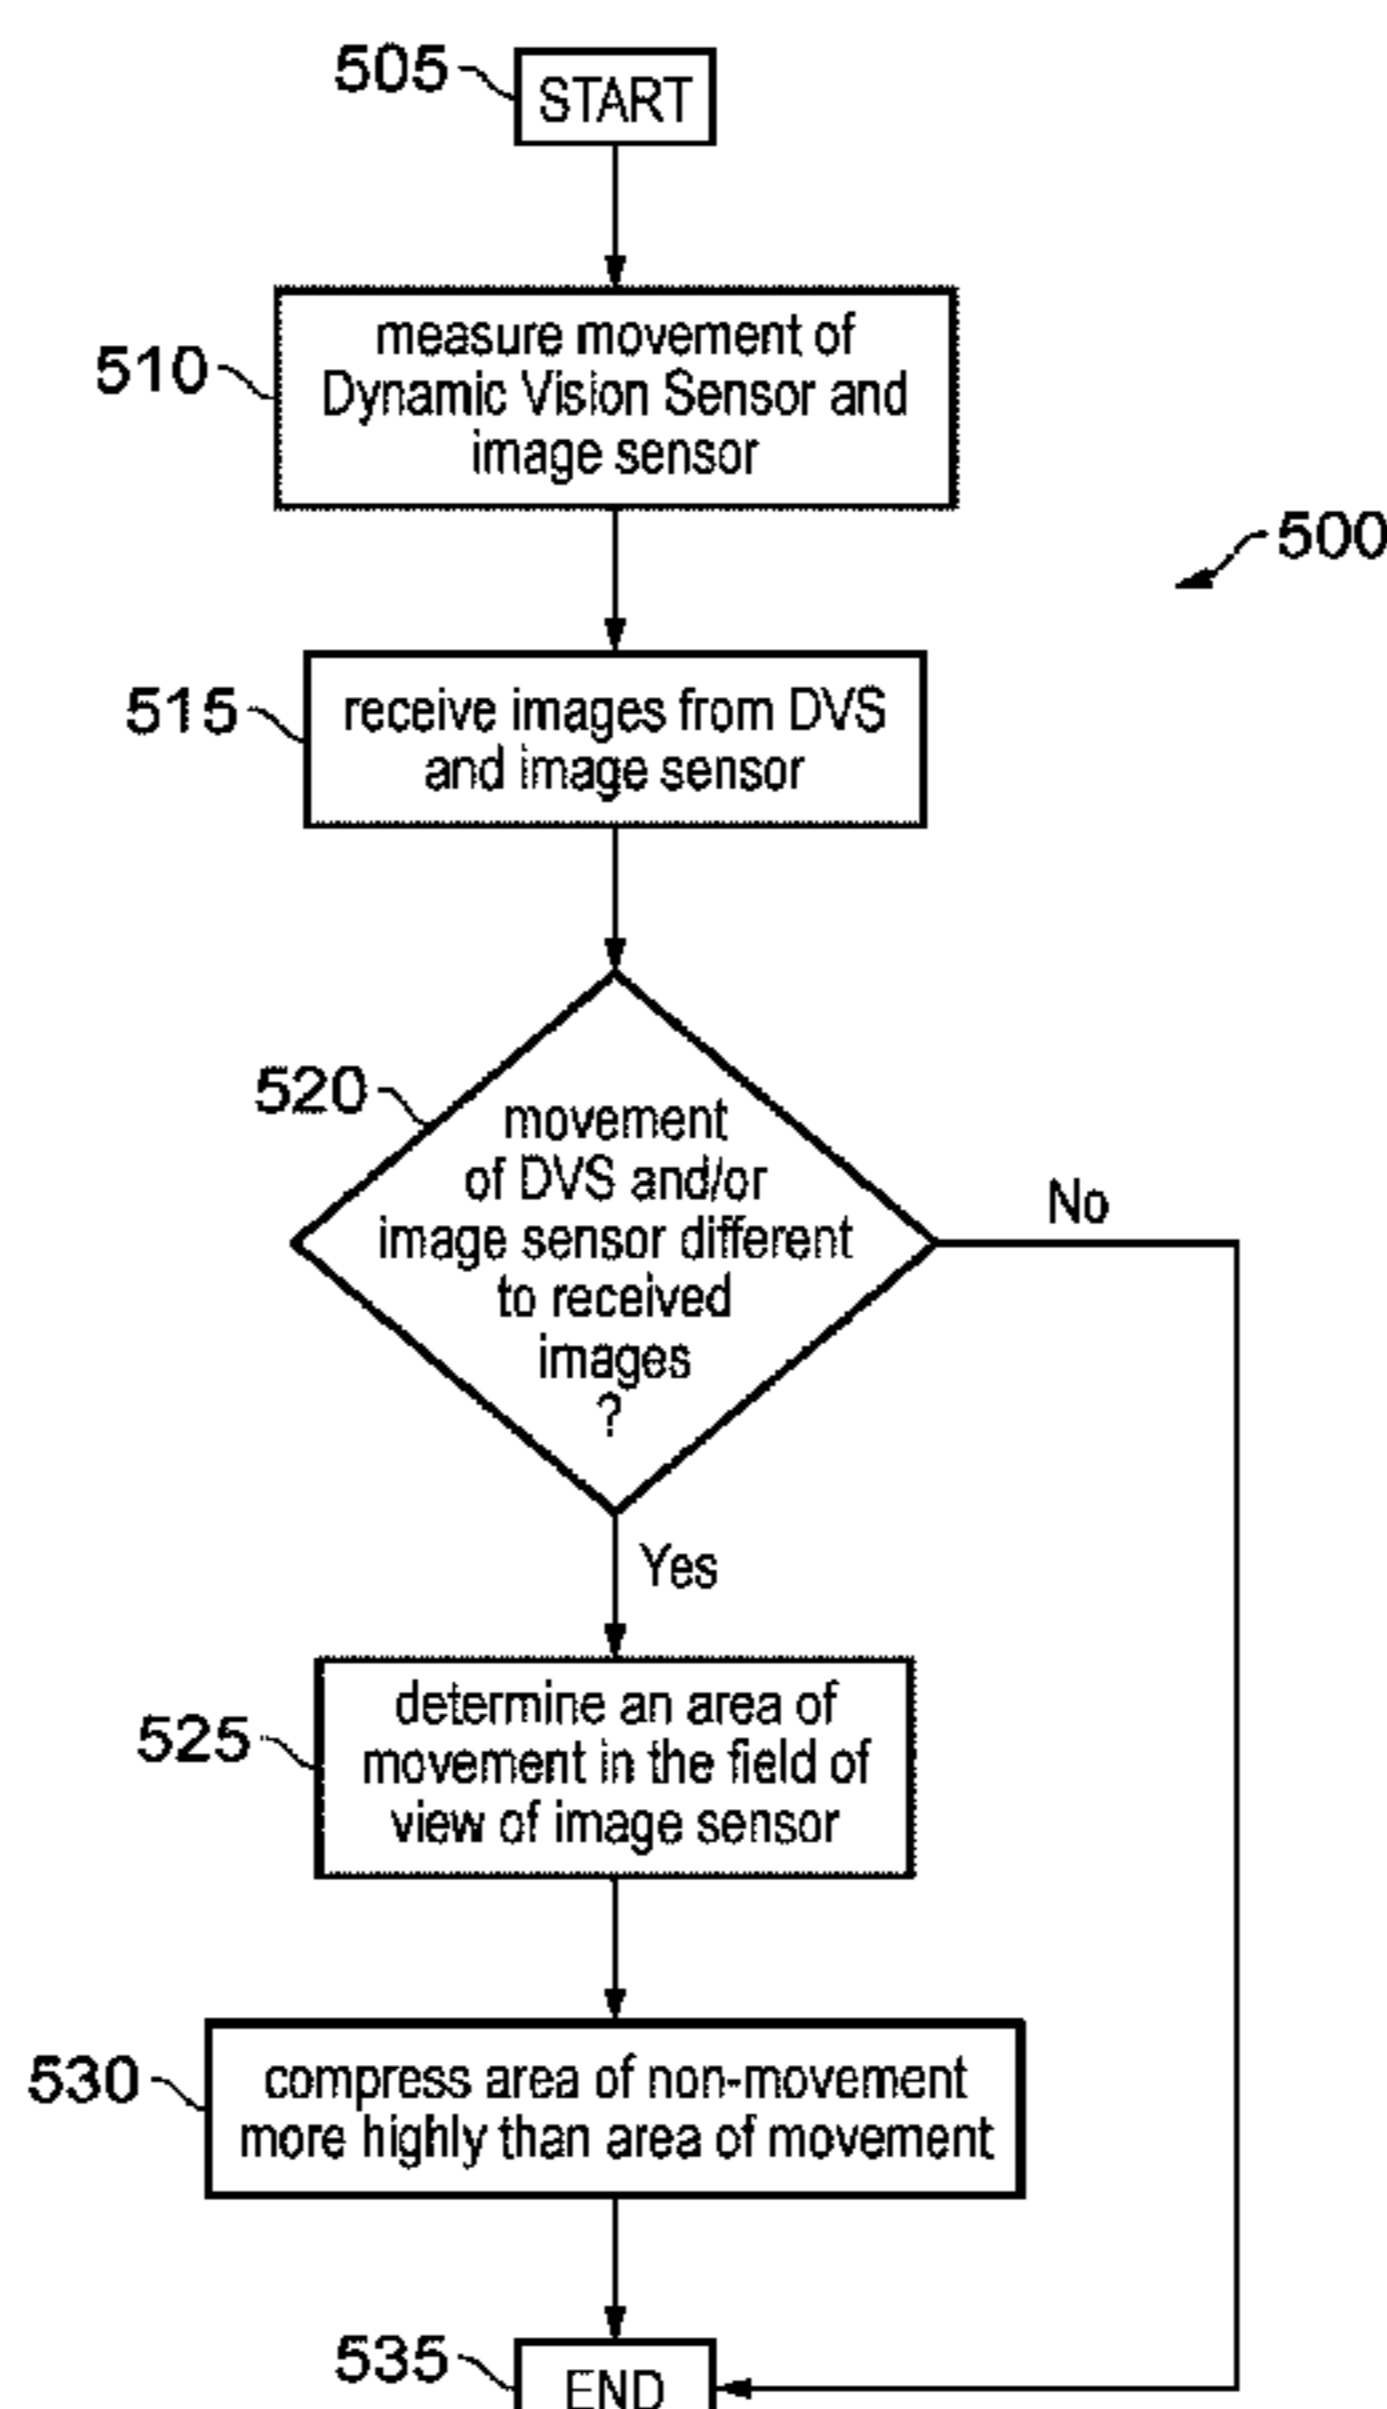 505
START
510
measure movement of
Dynamic Vision Sensor and
image sensor
500
515
receive images from DVS
and image sensor
520
movement
of DVS and/or
image sensor different
to received
images
?
No
Yes
525
determine an area of
movement in the field of
view of image sensor
530
compress area of non-movement
more highly than area of movement
535
END